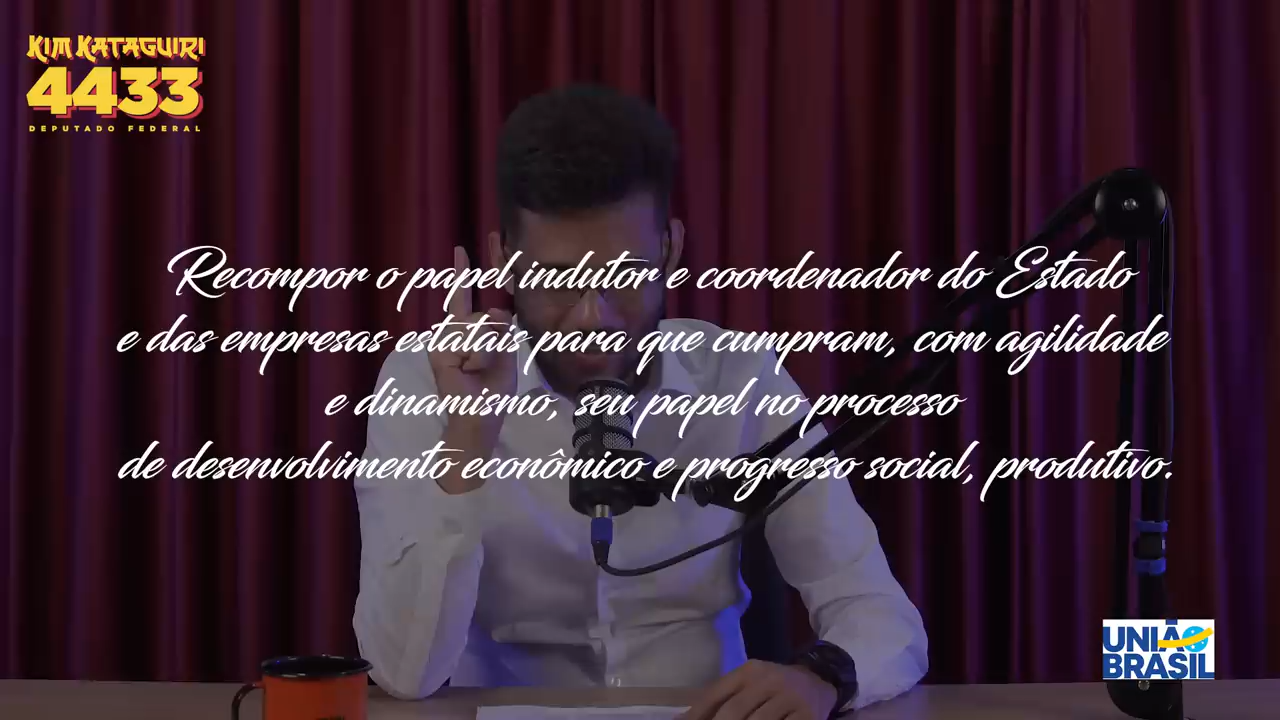 KIM KATAGUIRI
4433
DEPUTADO FEDERAL
Recompor o papel indutor e coordenador do Estado
e das empresas estatais para que cumpram, com agilidade
e dinamismo, seu papel no processo
de desenvolvimento econômico e progresso social, produtivo.
UNIÃO
BRASIL